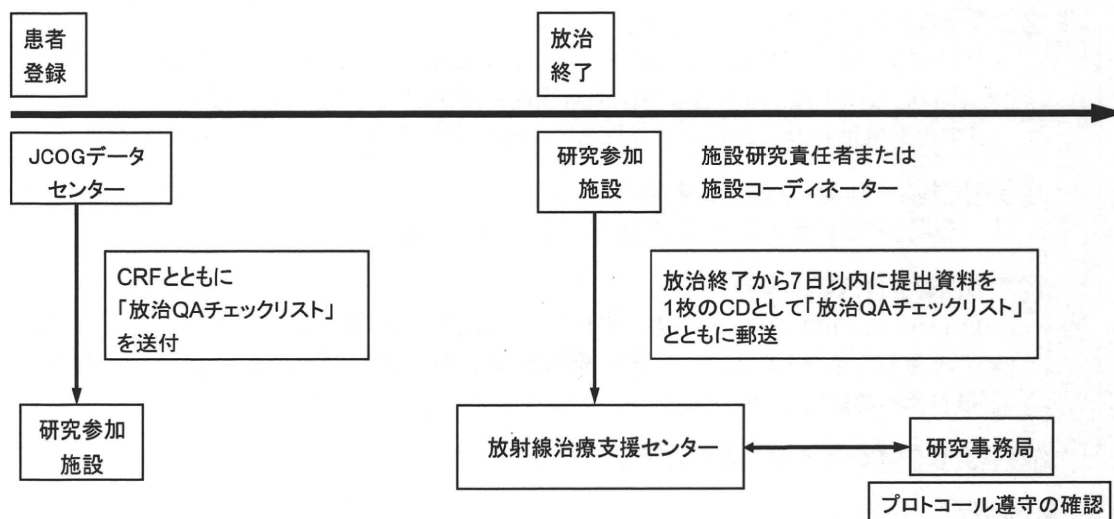 患者
登録
放治
終了
JCOGデータ
センター
研究参加
施設
施設研究責任者または
施設コーディネーター
CRFとともに
「放治QAチェックリスト」
を送付
放治終了から7日以内に提出資料を
1枚のCDとして「放治QAチェックリスト」
とともに郵送
研究参加
施設
放射線治療支援センター
研究事務局
プロトコール遵守の確認